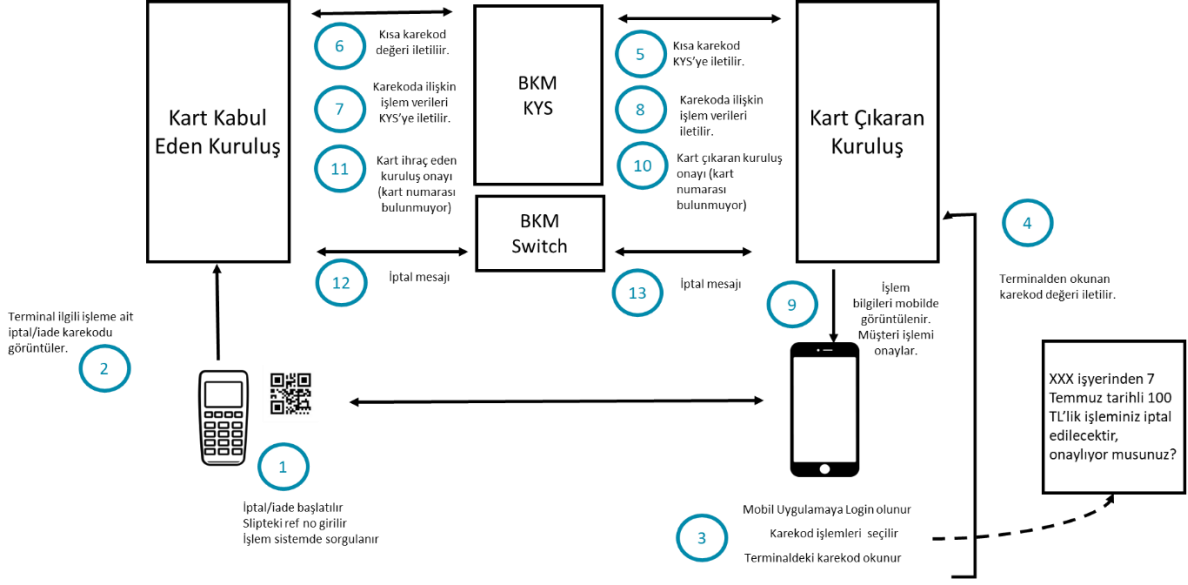 6
Kısa karekod
değeri iletiliir.
7
Karekoda ilişkin
işlem verileri
KYS'ye iletilir.
11
Kart ihraç eden
kuruluş onayı
(kart numarası
bulunmuyor)
Kart Kabul
Eden Kuruluş
BKM
KYS
5
Kısa karekod
KYS'ye iletilir.
8
Karekoda ilişkin
işlem verileri
iletilir.
10
Kart çıkaran kuruluş
onayı (kart
numarası
bulunmuyor)
Kart Çıkaran
Kuruluş
BKM
Switch
12
İptal mesajı
13
İptal mesajı
9
İşlem
bilgileri mobilde
görüntülenir.
Müşteri işlemi
onaylar.
4
Terminalden okunan
karekod değeri iletilir.
Terminal ilgili işleme ait
iptal/iade karekodu
görüntüler.
2
1
İptal/iade başlatılır
Slipteki ref no girilir
İşlem sistemde sorgulanır
3
Mobil Uygulamaya Login olunur
Karekod işlemleri seçilir
Terminaldeki karekod okunur
XXX işyerinden 7
Temmuz tarihli 100
TL'lik işleminiz iptal
edilecektir,
onaylıyor musunuz?